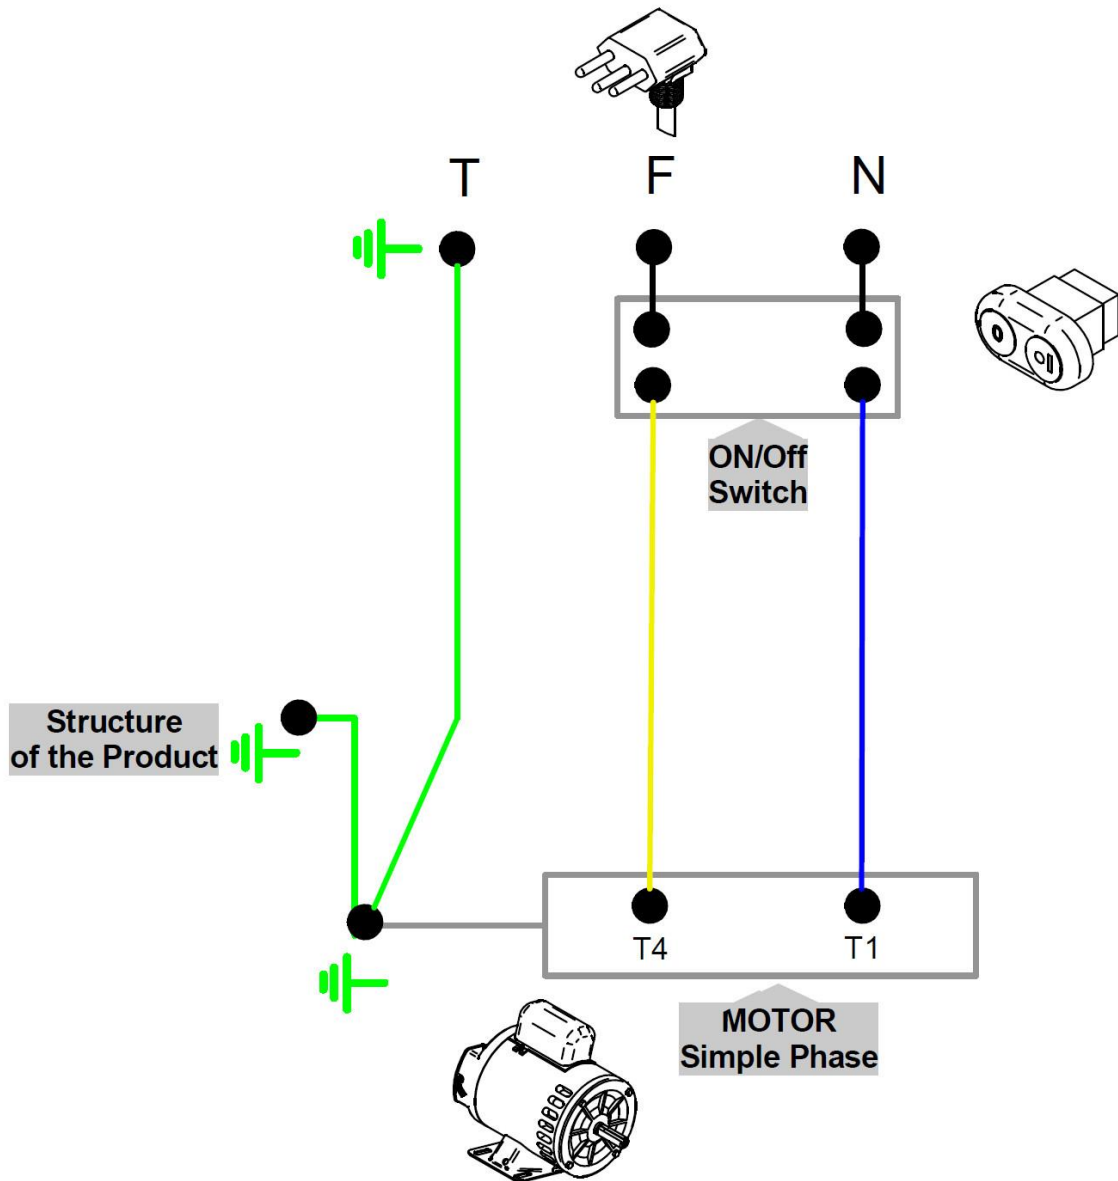 T F N
ON/Off
Switch
Structure
of the Product
T4 T1
MOTOR
Simple Phase